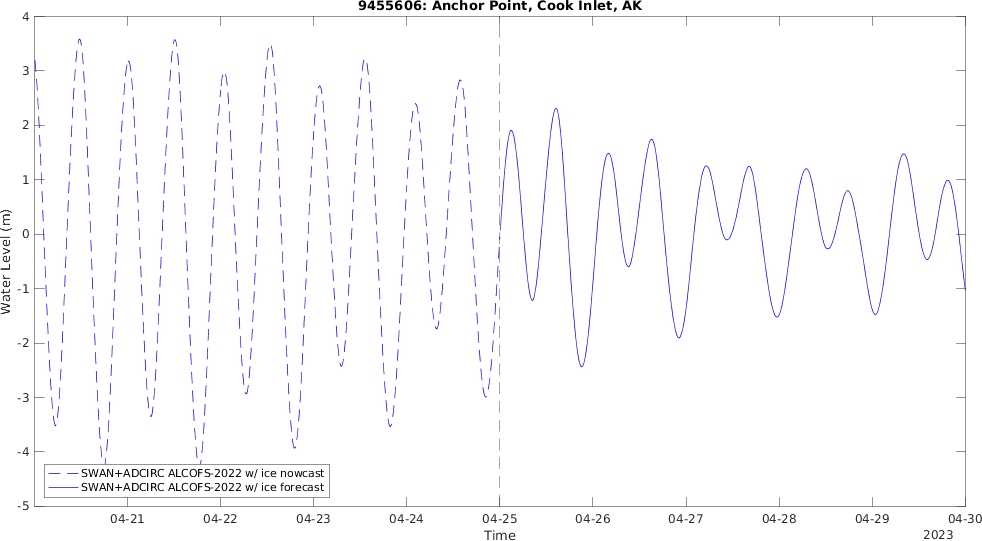 9455606: Anchor Point, Cook Inlet, AK
4
3
2
1
0
-1
-2
-3
-4
-5
Water Level (m)
SWAN+ADCIRC ALCOFS-2022 w/ ice nowcast
SWAN+ADCIRC ALCOFS-2022 w/ ice forecast
04-21 04-22 04-23 04-24 04-25 04-26 04-27 04-28 04-29 04-30
Time
2023